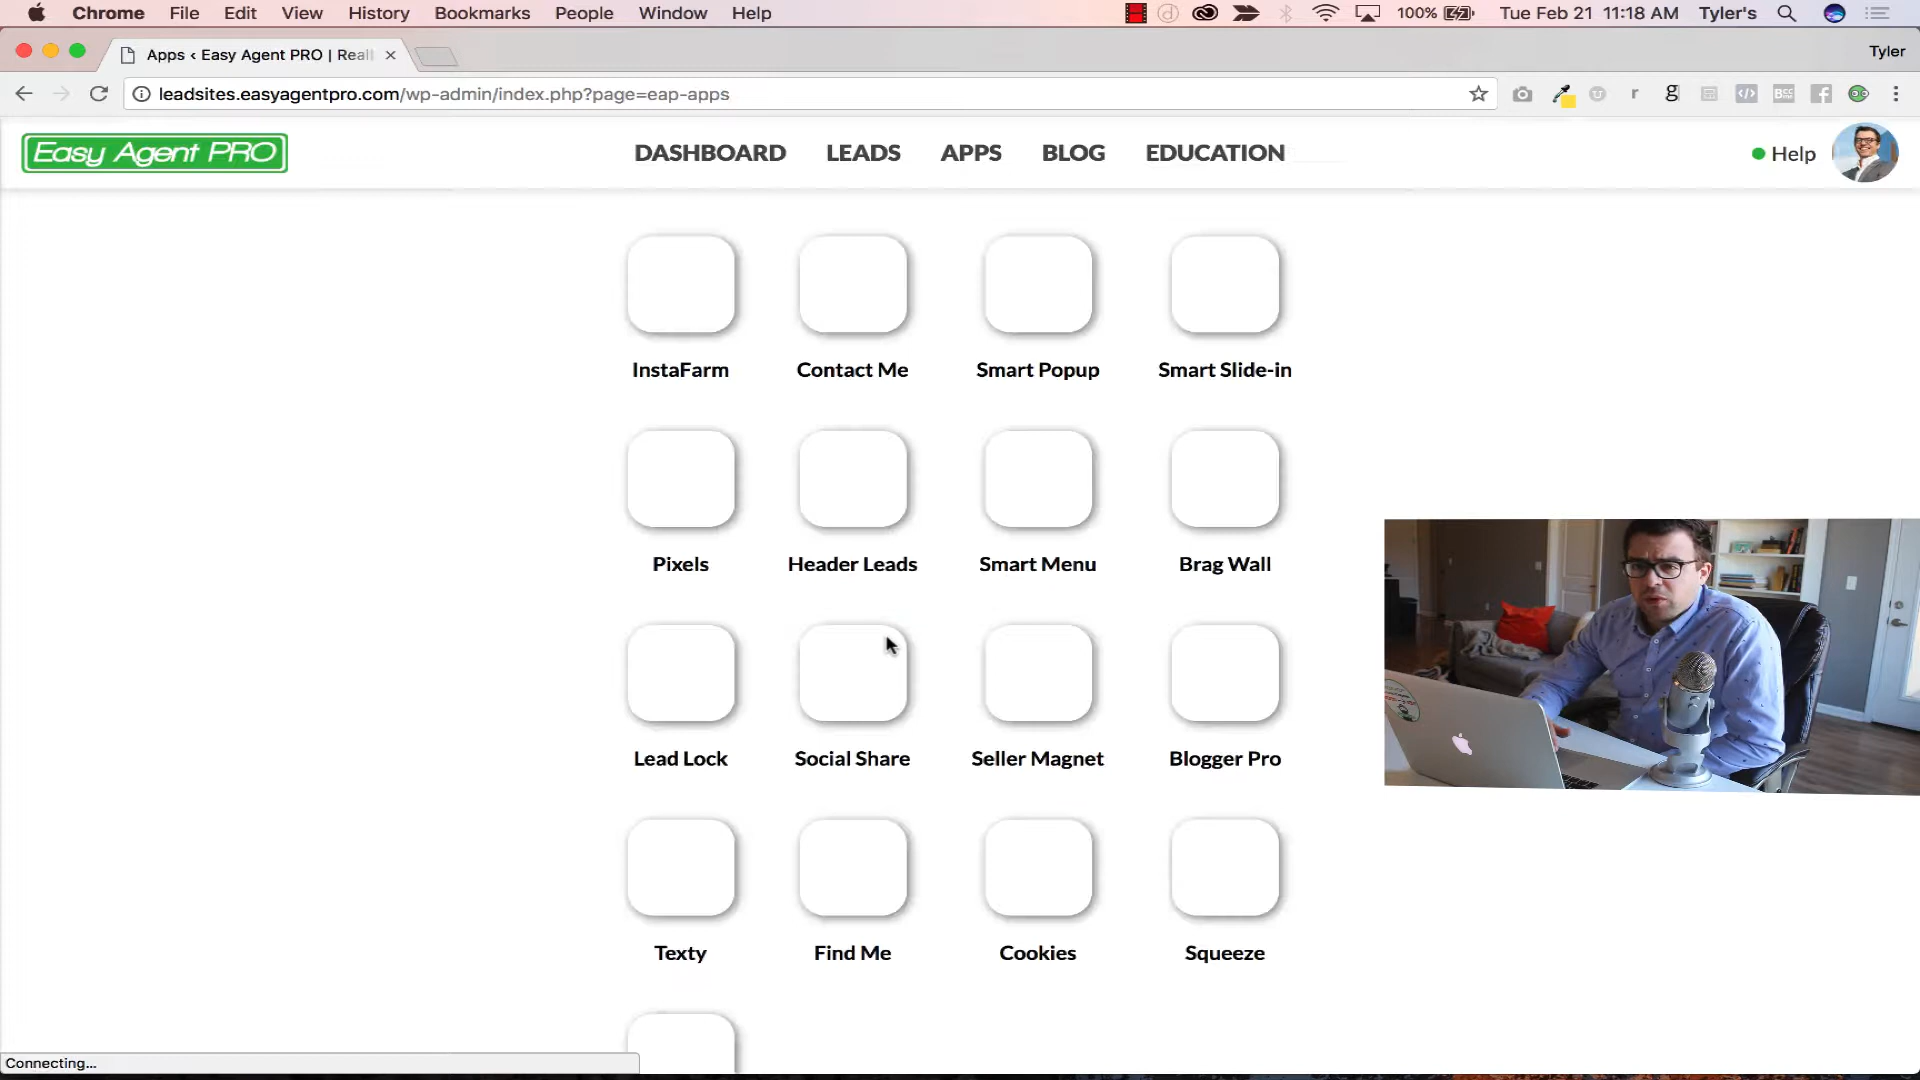 Chrome File Edit View History Bookmarks People Window Help 100% Tue Feb 21 11:18 AM Tyler's
Apps ‹ Easy Agent PRO | Real
Tyler
leadsites.easyagentpro.com/wp-admin/index.php?page=eap-apps
Easy Agent PRO DASHBOARD LEADS APPS BLOG EDUCATION Help
InstaFarm Contact Me Smart Popup Smart Slide-in
Pixels Header Leads Smart Menu Brag Wall
Lead Lock Social Share Seller Magnet Blogger Pro
Texty Find Me Cookies Squeeze
Connecting...